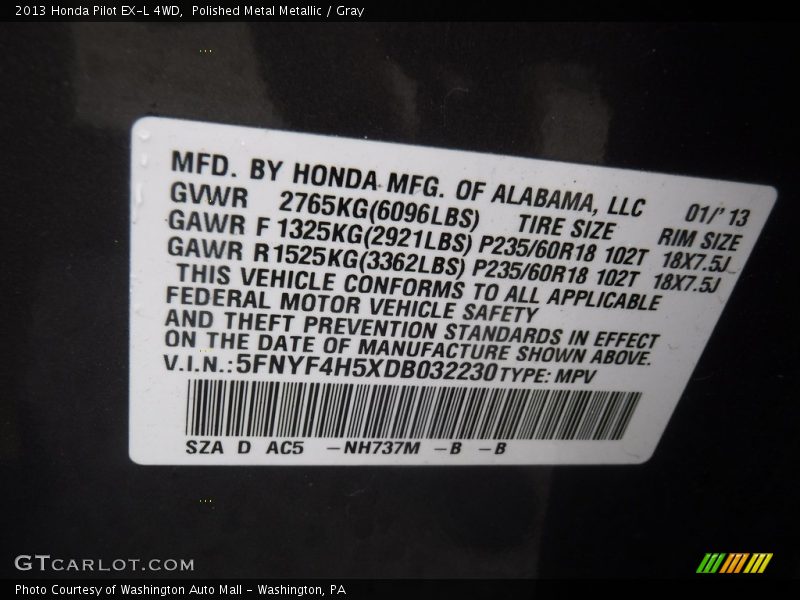 2013 Honda Pilot EX-L 4WD,  Polished Metal Metallic / Gray
MFD. BY HONDA MFG. OF ALABAMA, LLC 01/'13
GVWR 2765KG(6096LBS) TIRE SIZE RIM SIZE
GAWR F 1325KG(2921LBS) P235/60R18 102T 18X7.5J
GAWR R 1525KG(3362LBS) P235/60R18 102T 18X7.5J
THIS VEHICLE CONFORMS TO ALL APPLICABLE
FEDERAL MOTOR VEHICLE SAFETY
AND THEFT PREVENTION STANDARDS IN EFFECT
ON THE DATE OF MANUFACTURE SHOWN ABOVE.
V.I.N.:5FNYF4H5XDB032230 TYPE: MPV
SZA D AC5 -NH737M -B -B
GTCARLOT.COM
Photo Courtesy of Washington Auto Mall - Washington, PA